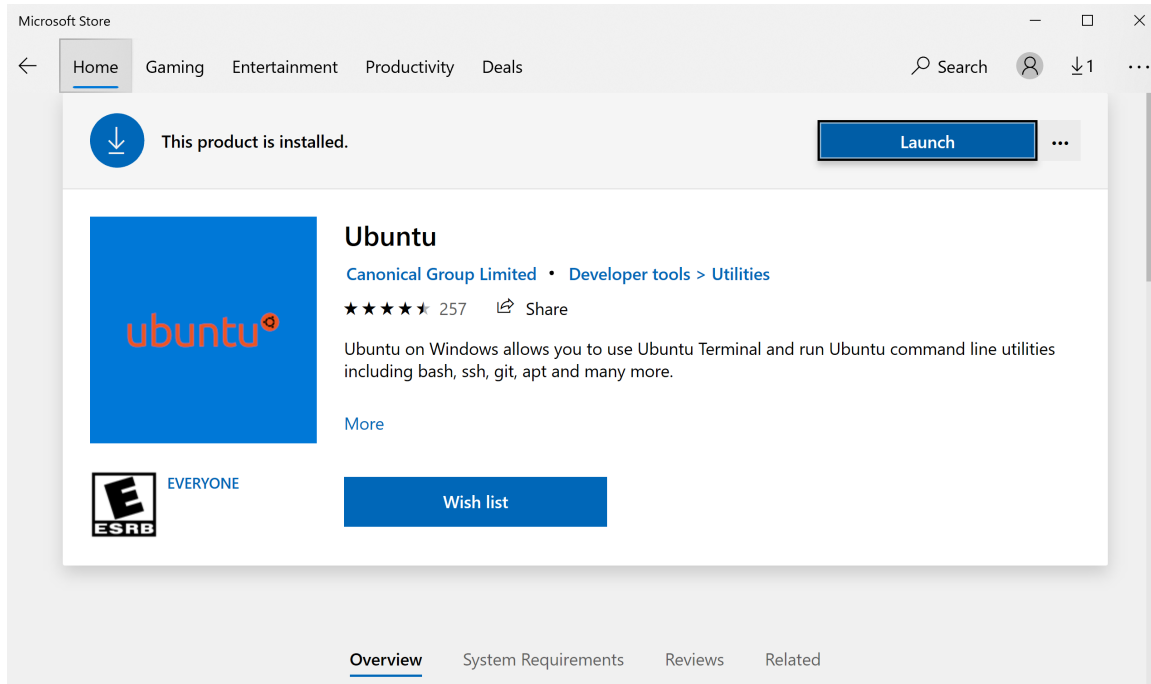 Microsoft Store
Home Gaming Entertainment Productivity Deals Search 1
This product is installed. Launch
ubuntu
Ubuntu
Canonical Group Limited • Developer tools > Utilities
257 Share
Ubuntu on Windows allows you to use Ubuntu Terminal and run Ubuntu command line utilities
including bash, ssh, git, apt and many more.
More
E
ESRB
EVERYONE
Wish list
Overview System Requirements Reviews Related